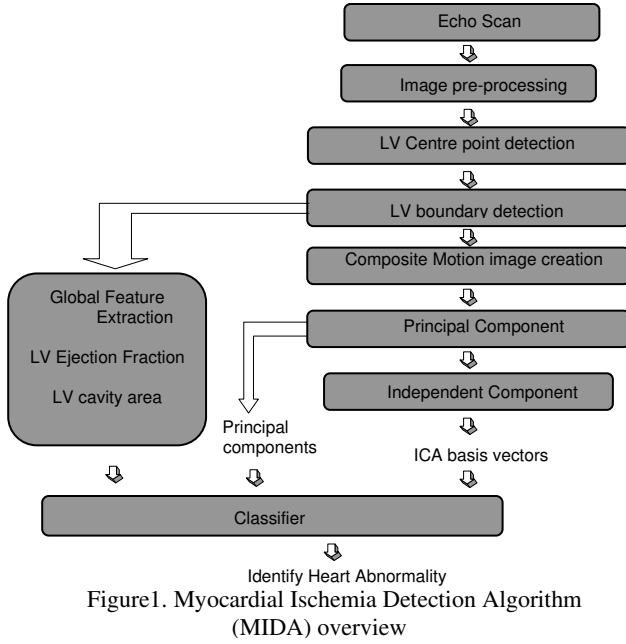 Echo Scan
Image pre-processing
LV Centre point detection
LV boundary detection
Composite Motion image creation
Global Feature
Extraction
LV Ejection Fraction
LV cavity area
Principal Component
Independent Component
Principal
components
ICA basis vectors
Classifier
Identify Heart Abnormality
Figure1. Myocardial Ischemia Detection Algorithm
(MIDA) overview